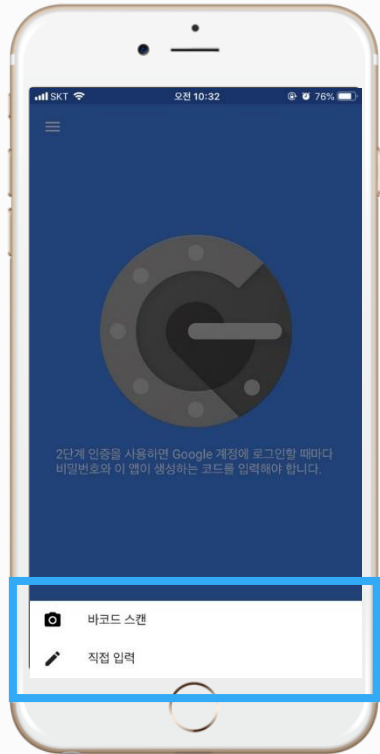 SKT 오전 10:32 76%
2단계 인증을 사용하면 Google 계정에 로그인할 때마다
비밀번호와 이 앱이 생성하는 코드를 입력해야 합니다.
바코드 스캔
직접 입력